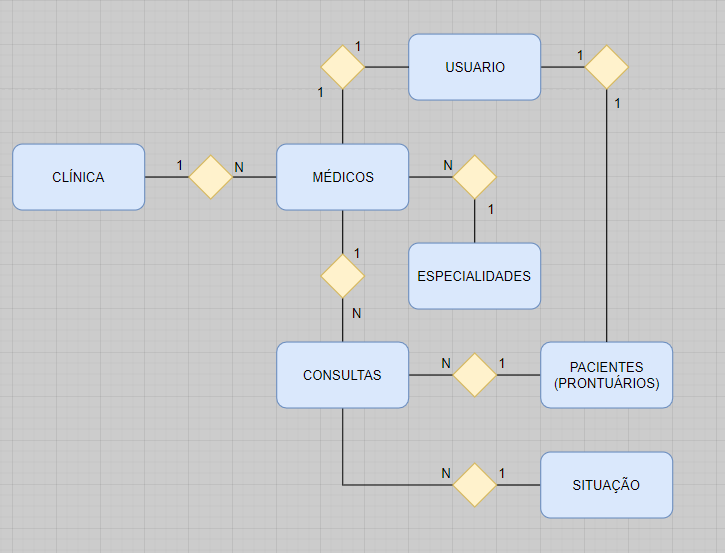 1
USUARIO
1
1
1
CLÍNICA
1
N
MÉDICOS
N
1
ESPECIALIDADES
1
N
CONSULTAS
N
1
PACIENTES
(PRONTUÁRIOS)
N
1
SITUAÇÃO